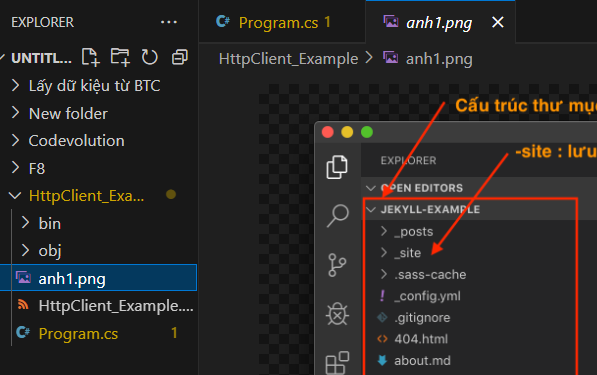 EXPLORER
UNTITL...
Lấy dữ kiệu từ BTC
New folder
Codevolution
F8
HttpClient_Exa...
bin
obj
anh1.png
HttpClient_Example....
Program.cs 1
Program.cs 1
anh1.png
HttpClient_Example > anh1.png
Cấu trúc thư mục
-site : lưu
EXPLORER
OPEN EDITORS
JEKYLL-EXAMPLE
_posts
_site
.sass-cache
_config.yml
.gitignore
404.html
about.md